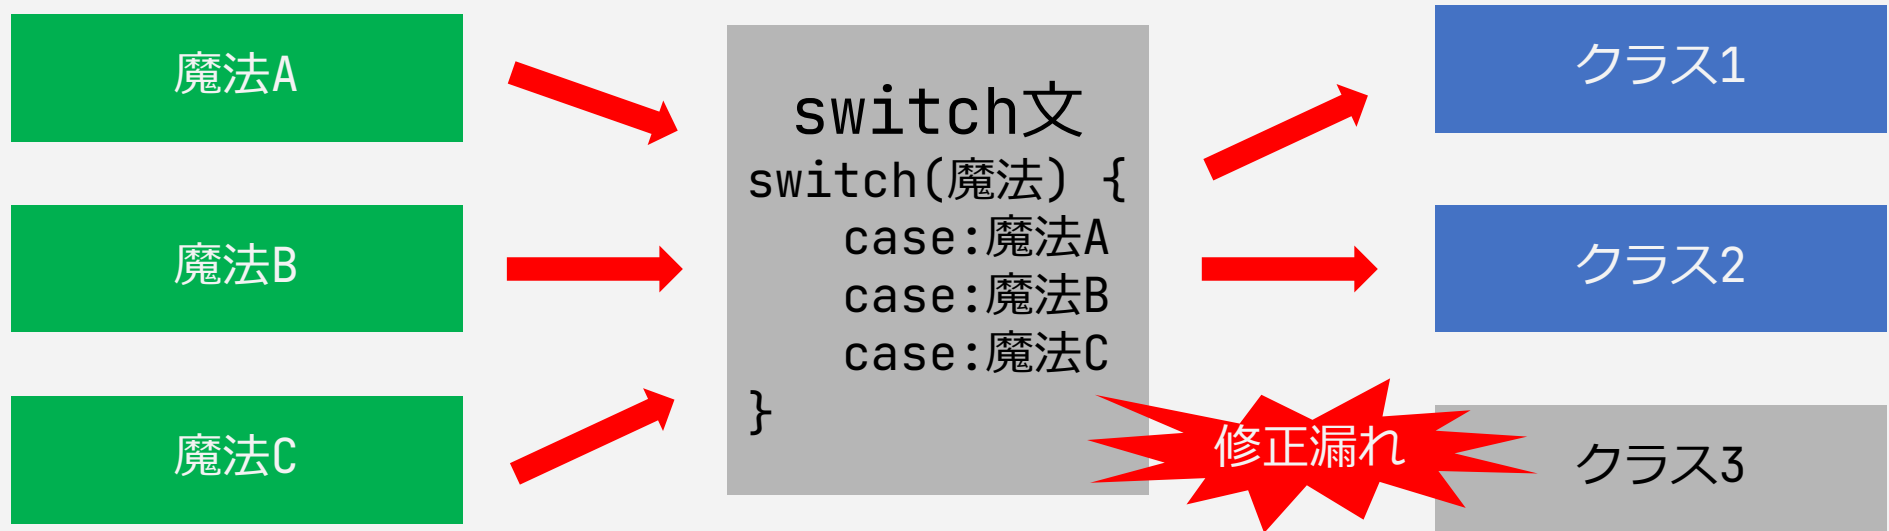 魔法A
魔法B
魔法C
switch文
switch(魔法) {
case:魔法A
case:魔法B
case:魔法C
}
クラス1
クラス2
修正漏れ
クラス3